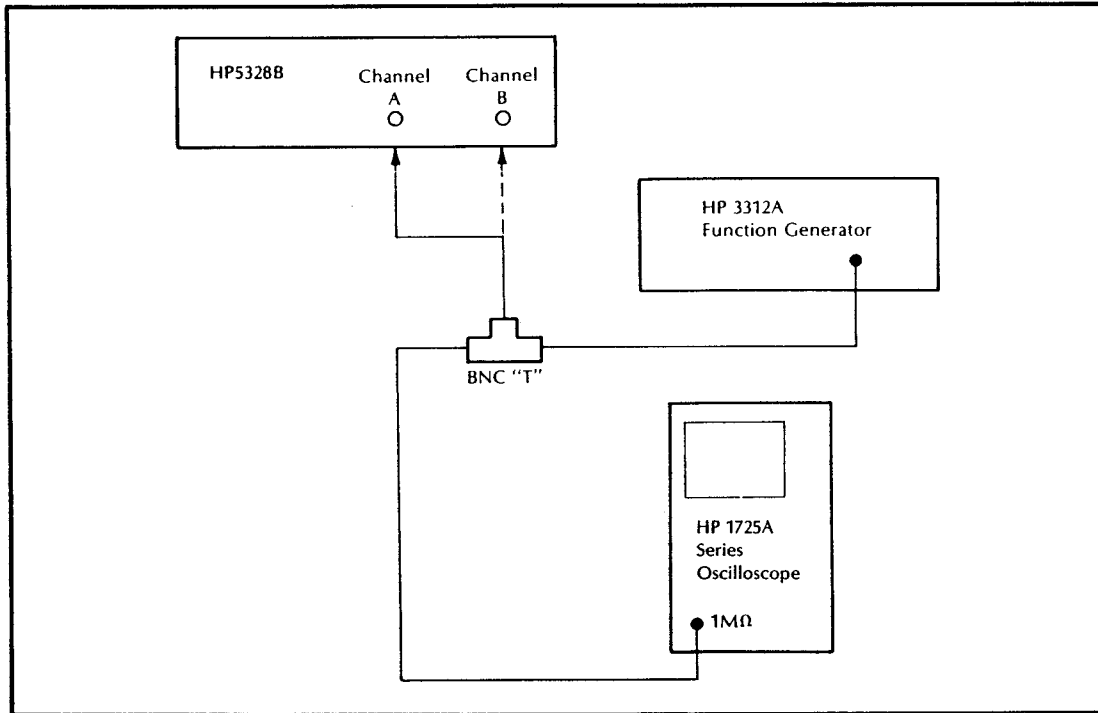 HP5328B
Channel
A
Channel
B
HP 3312A
Function Generator
BNC "T"
HP 1725A
Series
Oscilloscope
1MΩ